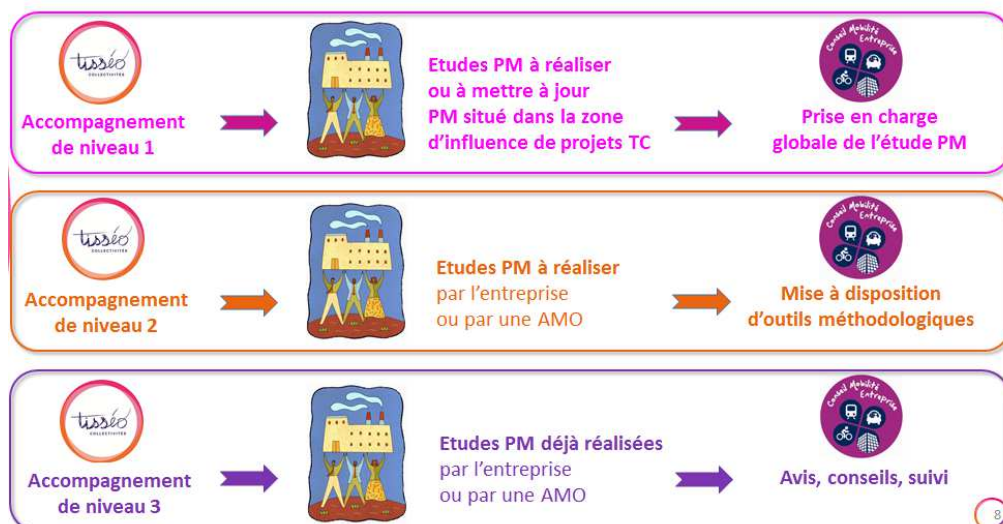 tisséo
COLLECTIVITÉS
Accompagnement
de niveau 1
Etudes PM à réaliser
ou à mettre à jour
PM situé dans la zone
d'influence de projets TC
Conseil Mobilité
Entreprise
Prise en charge
globale de l'étude PM
tisséo
COLLECTIVITÉS
Accompagnement
de niveau 2
Etudes PM à réaliser
par l'entreprise
ou par une AMO
Conseil Mobilité
Entreprise
Mise à disposition
d'outils méthodologiques
tisséo
COLLECTIVITÉS
Accompagnement
de niveau 3
Etudes PM déjà réalisées
par l'entreprise
ou par une AMO
Conseil Mobilité
Entreprise
Avis, conseils, suivi
8